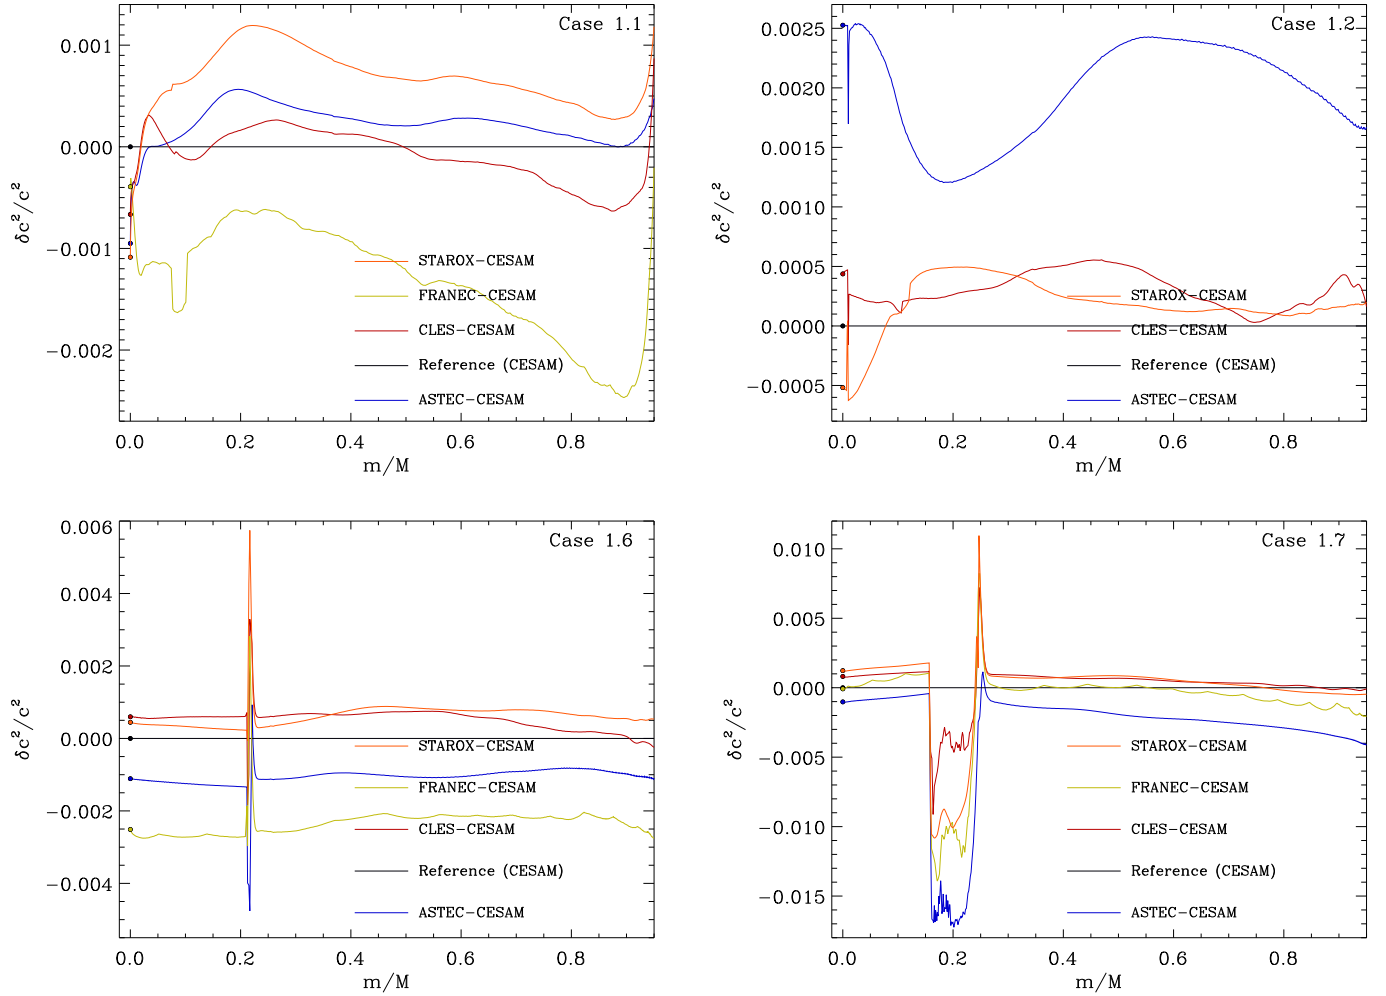 Case 1.1
0.001
0.000
−0.001
−0.002
δc²/c²
STAROX−CESAM
FRANEC−CESAM
CLES−CESAM
Reference (CESAM)
ASTEC−CESAM
0.0 0.2 0.4 0.6 0.8
m/M
Case 1.2
0.0025
0.0020
0.0015
0.0010
0.0005
0.0000
−0.0005
δc²/c²
STAROX−CESAM
CLES−CESAM
Reference (CESAM)
ASTEC−CESAM
0.0 0.2 0.4 0.6 0.8
m/M
Case 1.6
0.006
0.004
0.002
0.000
−0.002
−0.004
δc²/c²
STAROX−CESAM
FRANEC−CESAM
CLES−CESAM
Reference (CESAM)
ASTEC−CESAM
0.0 0.2 0.4 0.6 0.8
m/M
Case 1.7
0.010
0.005
0.000
−0.005
−0.010
−0.015
δc²/c²
STAROX−CESAM
FRANEC−CESAM
CLES−CESAM
Reference (CESAM)
ASTEC−CESAM
0.0 0.2 0.4 0.6 0.8
m/M